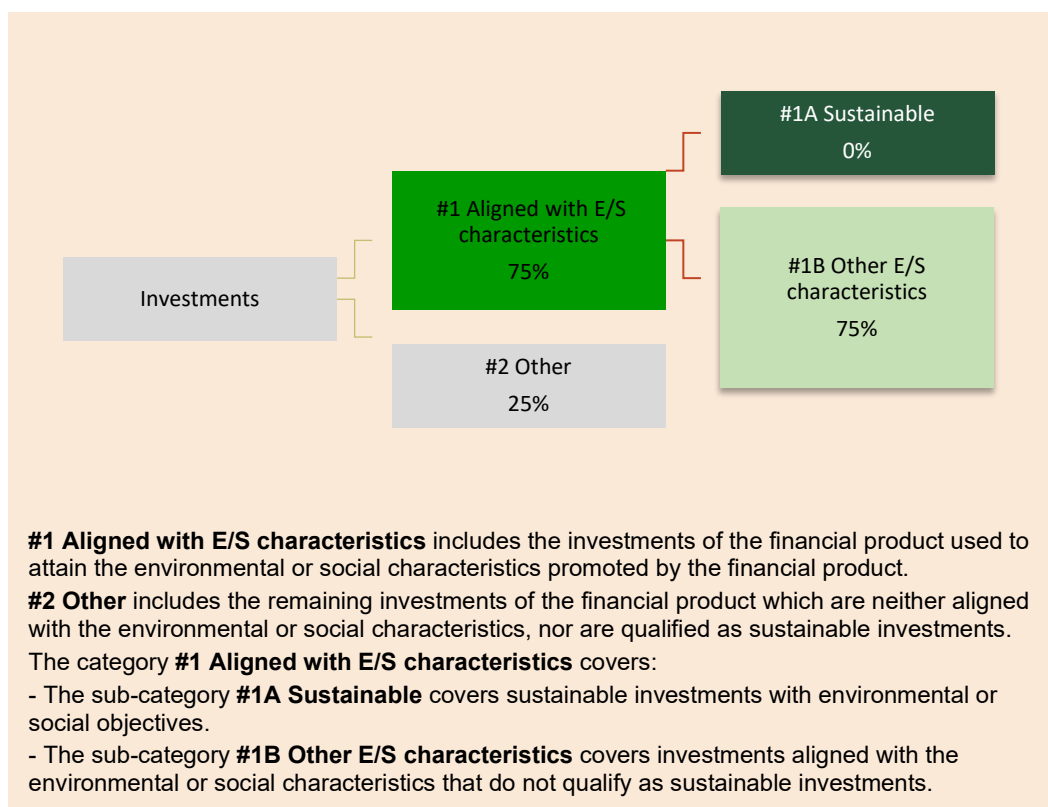 #1A Sustainable
0%
#1 Aligned with E/S
characteristics
75%
#1B Other E/S
characteristics
75%
Investments
#2 Other
25%
#1 Aligned with E/S characteristics includes the investments of the financial product used to
attain the environmental or social characteristics promoted by the financial product.
#2 Other includes the remaining investments of the financial product which are neither aligned
with the environmental or social characteristics, nor are qualified as sustainable investments.
The category #1 Aligned with E/S characteristics covers:
- The sub-category #1A Sustainable covers sustainable investments with environmental or
social objectives.
- The sub-category #1B Other E/S characteristics covers investments aligned with the
environmental or social characteristics that do not qualify as sustainable investments.